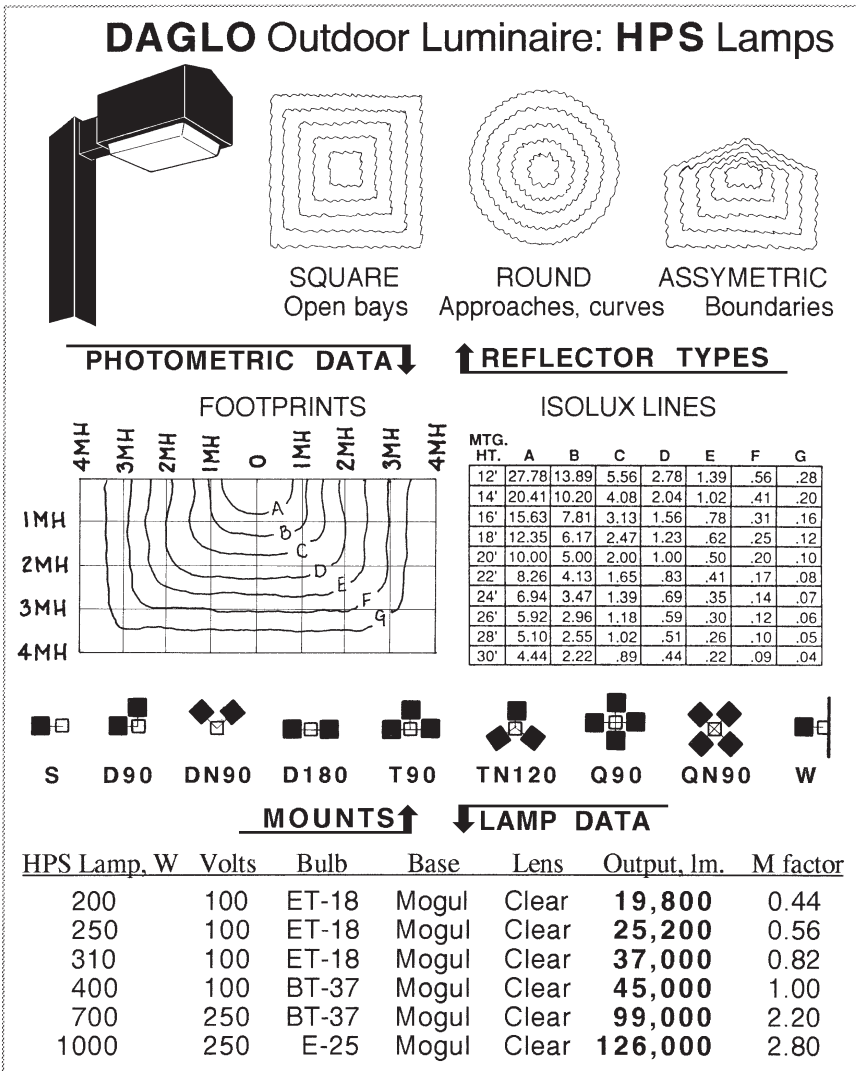 DAGLO Outdoor Luminaire: HPS Lamps
SQUARE ROUND ASSYMETRIC
Open bays Approaches, curves Boundaries
PHOTOMETRIC DATA REFLECTOR TYPES
FOOTPRINTS ISOLUX LINES
4MH 3MH 2MH 1MH 0 1MH 2MH 3MH 4MH
1MH
2MH
3MH
4MH
A
B
C
D
E
F
G
MTG.
HT. A B C D E F G
12' 27.78 13.89 5.56 2.78 1.39 .56 .28
14' 20.41 10.20 4.08 2.04 1.02 .41 .20
16' 15.63 7.81 3.13 1.56 .78 .31 .16
18' 12.35 6.17 2.47 1.23 .62 .25 .12
20' 10.00 5.00 2.00 1.00 .50 .20 .10
22' 8.26 4.13 1.65 .83 .41 .17 .08
24' 6.94 3.47 1.39 .69 .35 .14 .07
26' 5.92 2.96 1.18 .59 .30 .12 .06
28' 5.10 2.55 1.02 .51 .26 .10 .05
30' 4.44 2.22 .89 .44 .22 .09 .04
S D90 DN90 D180 T90 TN120 Q90 QN90 W
MOUNTS LAMP DATA
HPS Lamp, W Volts Bulb Base Lens Output, lm. M factor
200 100 ET-18 Mogul Clear 19,800 0.44
250 100 ET-18 Mogul Clear 25,200 0.56
310 100 ET-18 Mogul Clear 37,000 0.82
400 100 BT-37 Mogul Clear 45,000 1.00
700 250 BT-37 Mogul Clear 99,000 2.20
1000 250 E-25 Mogul Clear 126,000 2.80